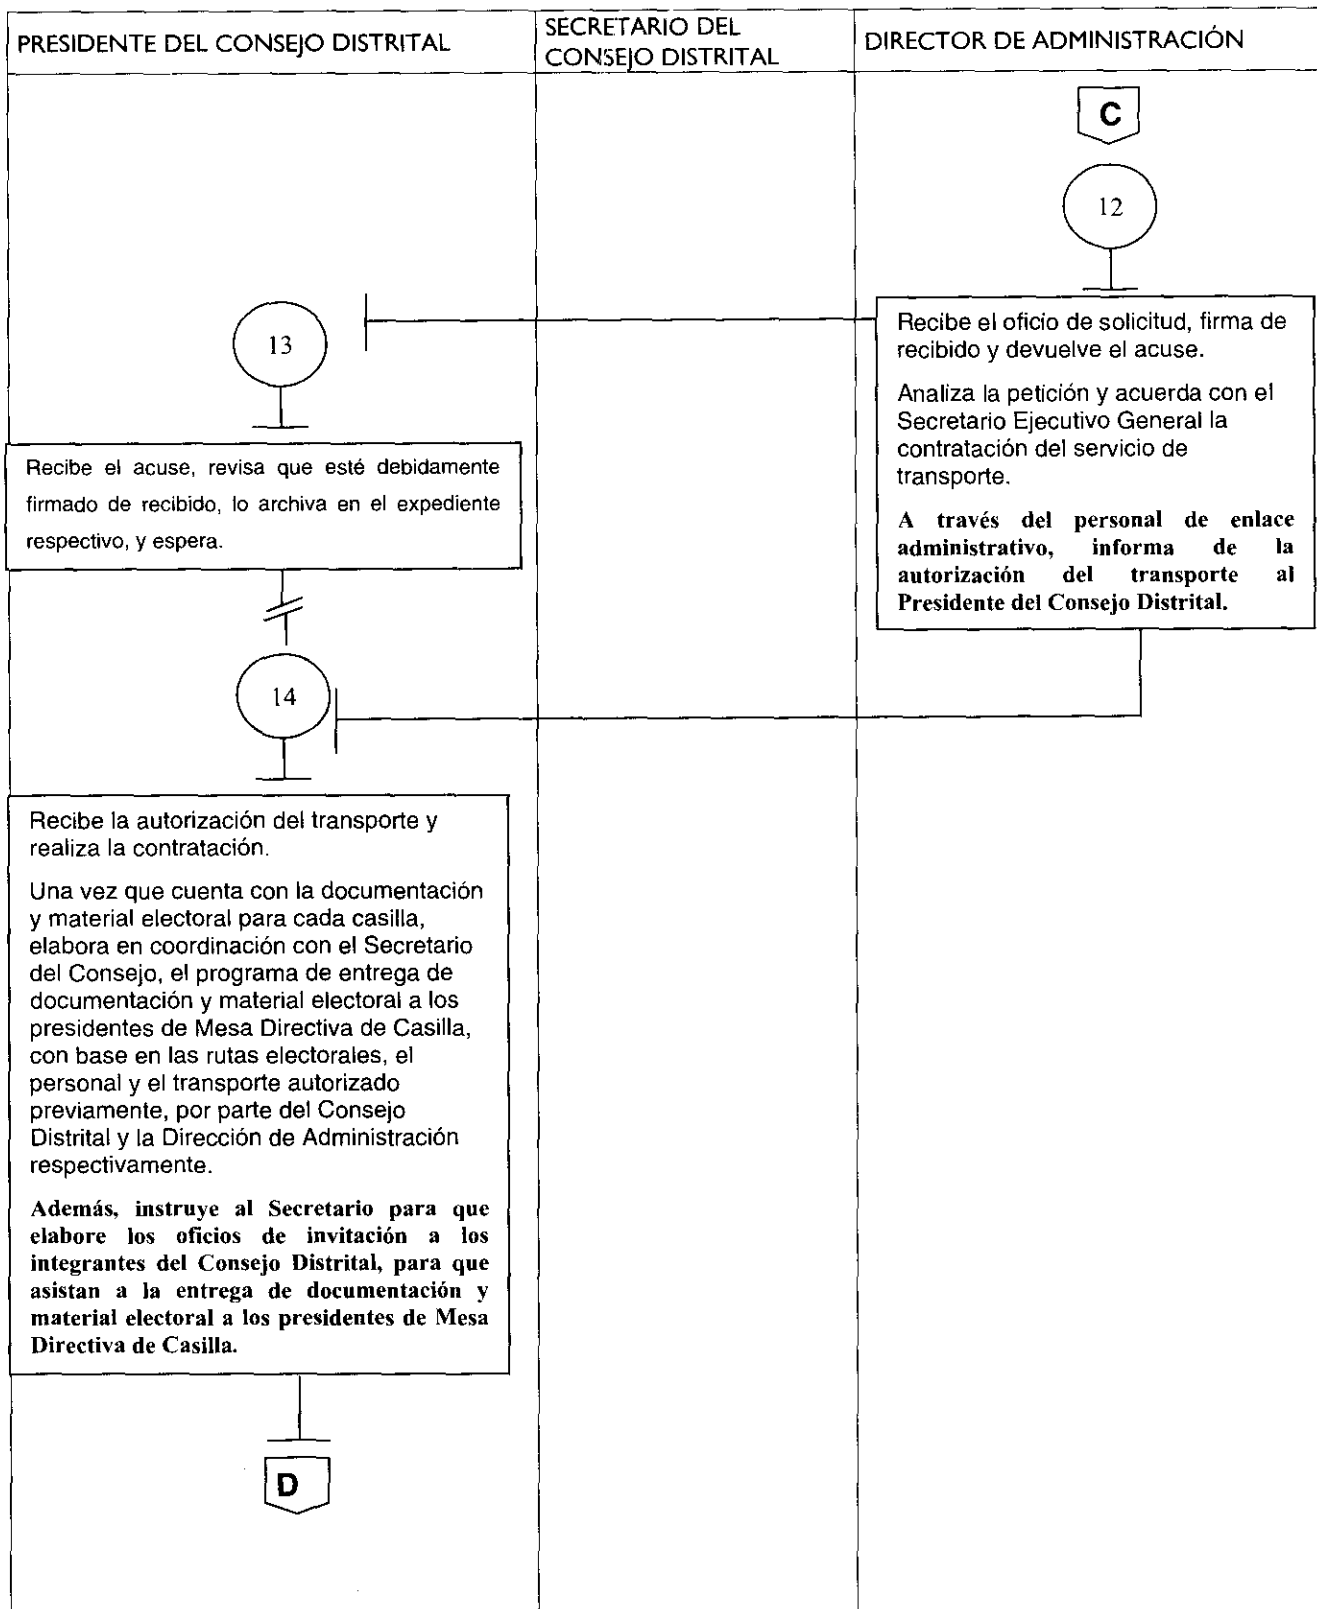 PRESIDENTE DEL CONSEJO DISTRITAL
SECRETARIO DEL
CONSEJO DISTRITAL
DIRECTOR DE ADMINISTRACIÓN
C
12
Recibe el oficio de solicitud, firma de
recibido y devuelve el acuse.
Analiza la petición y acuerda con el
Secretario Ejecutivo General la
contratación del servicio de
transporte.
A través del personal de enlace
administrativo, informa de la
autorización del transporte al
Presidente del Consejo Distrital.
13
Recibe el acuse, revisa que esté debidamente
firmado de recibido, lo archiva en el expediente
respectivo, y espera.
14
Recibe la autorización del transporte y
realiza la contratación.
Una vez que cuenta con la documentación
y material electoral para cada casilla,
elabora en coordinación con el Secretario
del Consejo, el programa de entrega de
documentación y material electoral a los
presidentes de Mesa Directiva de Casilla,
con base en las rutas electorales, el
personal y el transporte autorizado
previamente, por parte del Consejo
Distrital y la Dirección de Administración
respectivamente.
Además, instruye al Secretario para que
elabore los oficios de invitación a los
integrantes del Consejo Distrital, para que
asistan a la entrega de documentación y
material electoral a los presidentes de Mesa
Directiva de Casilla.
D